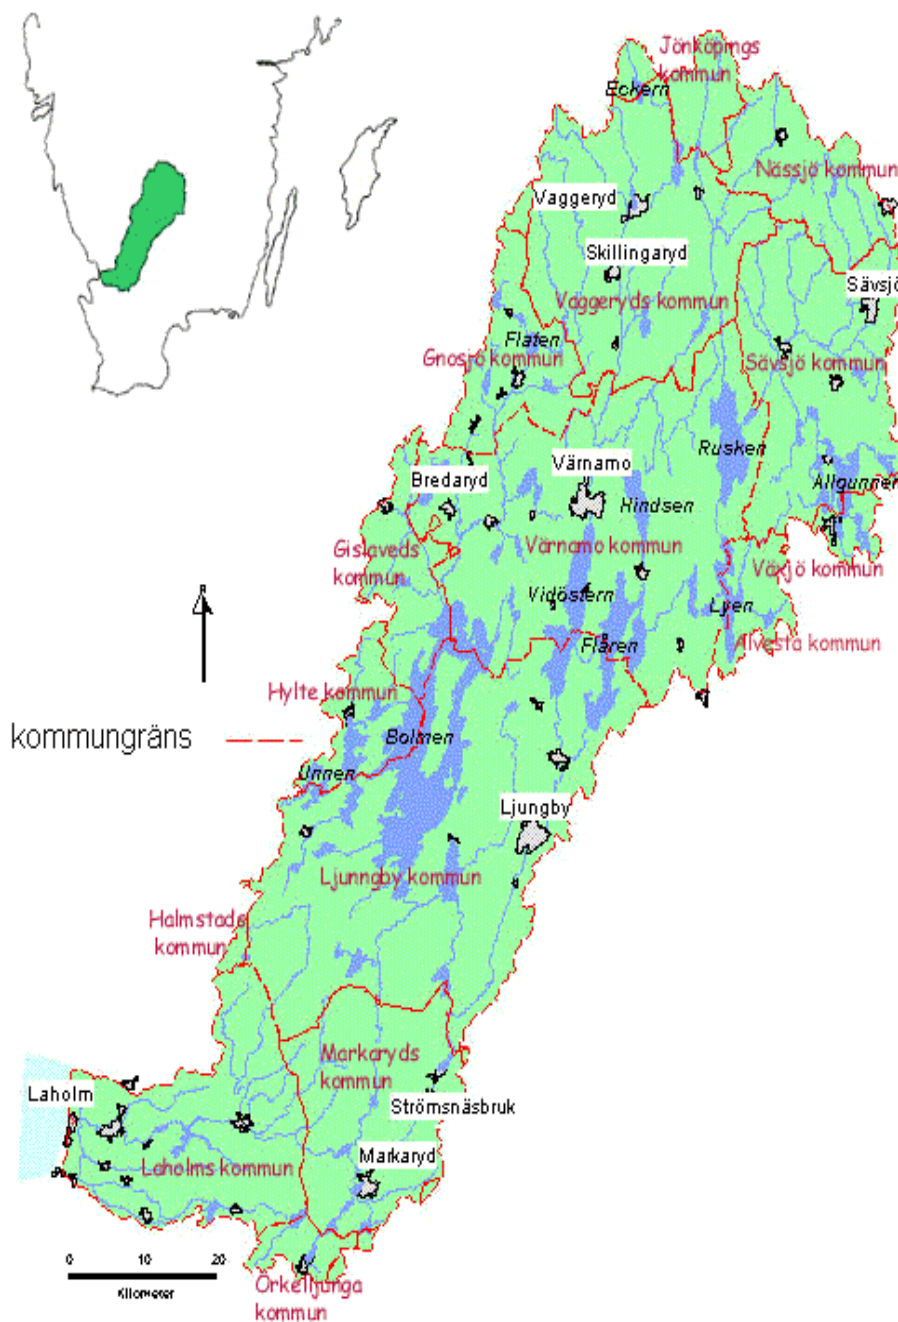 Jönköpings
kommun
Eckern
Nässjö kommun
Vaggeryd
Skillingaryd
Sävsjö
Vaggeryds kommun
Flaten
Gnosjö kommun
Sävsjö kommun
Rusken
Värnamo
Bredaryd
Allgunnen
Hindsen
Gislaveds
kommun
Värnamo kommun
Växjö kommun
Vidöstern
Lyen
Flåren
Alvesta kommun
Hylte kommun
kommungräns
Bolmen
Unnen
Ljungby
Ljunngby kommun
Halmstads
kommun
Markaryds
kommun
Laholm
Strömsnäsbruk
Markaryd
Laholms kommun
0 10 20
Kilometer
Örkelljunga
kommun